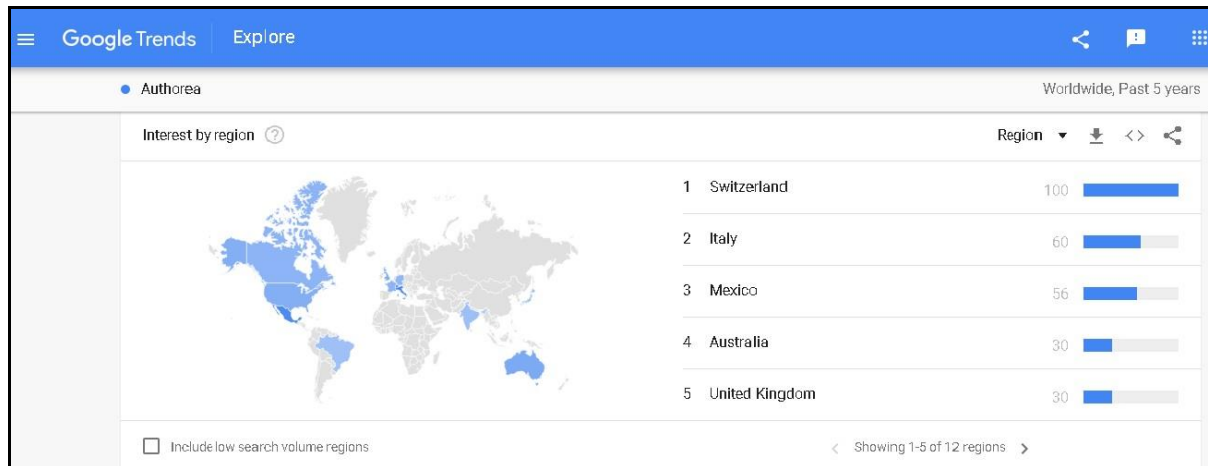 Google Trends Explore
Authorea Worldwide, Past 5 years
Interest by region ? Region
1 Switzerland 100
2 Italy 60
3 Mexico 56
4 Australia 30
5 United Kingdom 30
Include low search volume regions Showing 1-5 of 12 regions